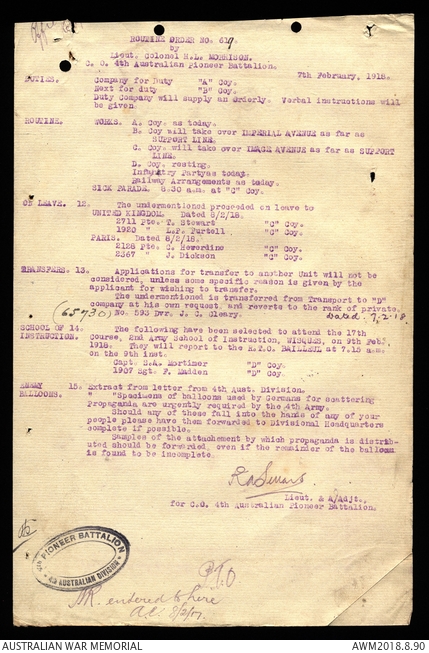 ROUTINE ORDER NO. 619
by
Lieut. Colonel R.L. MORRISON.
C. O. 4th Australian Pioneer Battalion.
7th February, 1918.
DUTIES. Company for Duty "A" Coy.
Next for duty "B" Coy.
Duty Company will supply an Orderly. Verbal instructions will
be given
ROUTINE. WORKS. A. Coy. as today.
B. Coy will take over IMPERIAL AVENUE as far as
SUPPORT LINE.
C. Coy. will take over IMAGE AVENUE as far as SUPPORT
LINE.
D. Coy. resting.
Infantry Party as today.
Railway Arrangements as today.
SICK PARADE. 8.30 a.m. at "C" Coy.
ON LEAVE. 12. The undermentioned proceeded on leave to
UNITED KINGDOM. Dated 8/2/18.
2711 Pte. T. Stewart "C" Coy.
1920 " L.P. Purtell "C" Coy.
PARIS. Dated 8/2/18.
2128 Pte. C. Hewerdine "C" Coy.
2367 " J. Dickson "C" Coy.
TRANSFERS. 13. Applications for transfer to another Unit will not be
considered, unless some specific reason is given by the
applicant for wishing to transfer.
The undermentioned is transferred from Transport to "D"
company at his own request, and reverts to the rank of private.
(65730) No. 593 Dvr. J. C. Cleary. Dated 7.2.18
SCHOOL OF 14. The following have been selected to attend the 17th
INSTRUCTION. course, 2nd Army School of Instruction, WISQUES, on 9th Feb.,
1918. They will report to the R.T.O. BAILLEUL at 7.15 a.m.
on the 9th inst.
Capt. S.A. Mortimer "D" Coy.
1907 Sgt. F. Madden "D" Coy.
ENEMY 15. Extract from letter from 4th Aust. Division.
BALLOONS. " "Specimens of balloons used by Germans for scattering
Propaganda are urgently required by the 4th Army.
Should any of these fall into the hands of any of your
people please have them forwarded to Divisional Headquarters
complete if possible.
Samples of the attachement by which propaganda is distrib-
uted should be forwarded, even if the remainder of the balloon
is found to be incomplete.
Lieut. & A/Adjt.,
for C.O. 4th Australian Pioneer Battalion.
4TH PIONEER BATTALION
4TH AUSTRALIAN DIVISION
P.T.O
entered to here
AUSTRALIAN WAR MEMORIAL
AWM2018.8.90